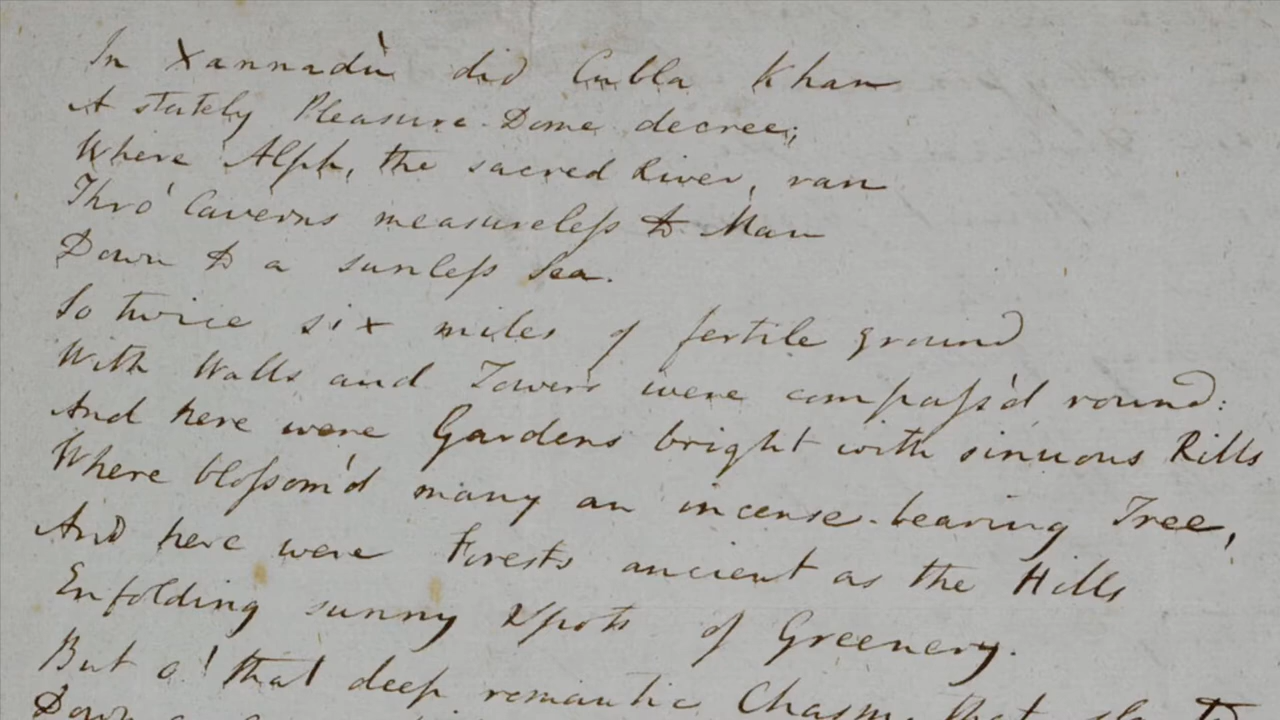 In Xannadù did Cubla Khan
A stately Pleasure-Dome decree;
Where Alph, the sacred River, ran
Thro' Caverns measureless to Man
Down to a sunless Sea.
So twice six miles of fertile ground
With Walls and Towers were compass'd round:
And here were Gardens bright with sinuous Rills
Where blossom'd many an incense-bearing Tree,
And here were Forests ancient as the Hills
Enfolding sunny Spots of Greenery.
But o! that deep romantic Chasm, that
Down a